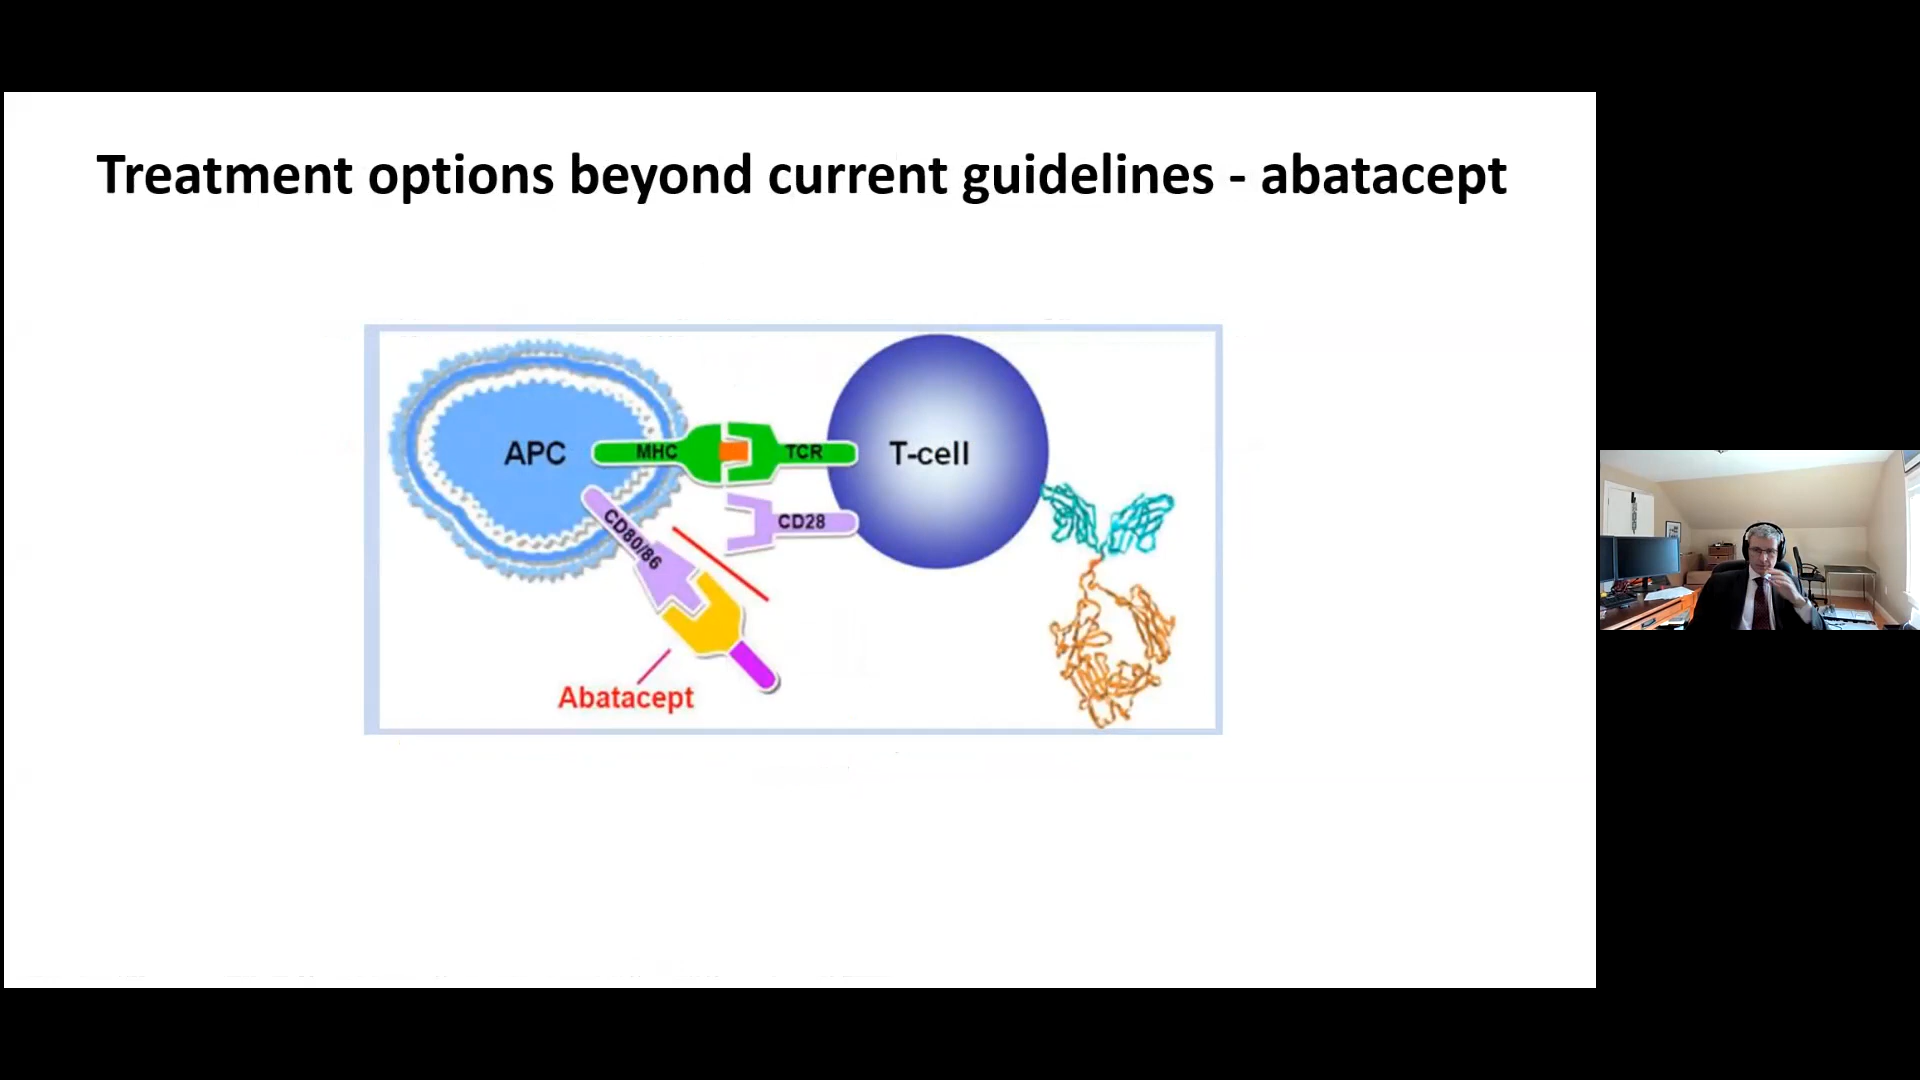 Treatment options beyond current guidelines - abatacept
APC
MHC
TCR
T-cell
CD80/86
CD28
Abatacept